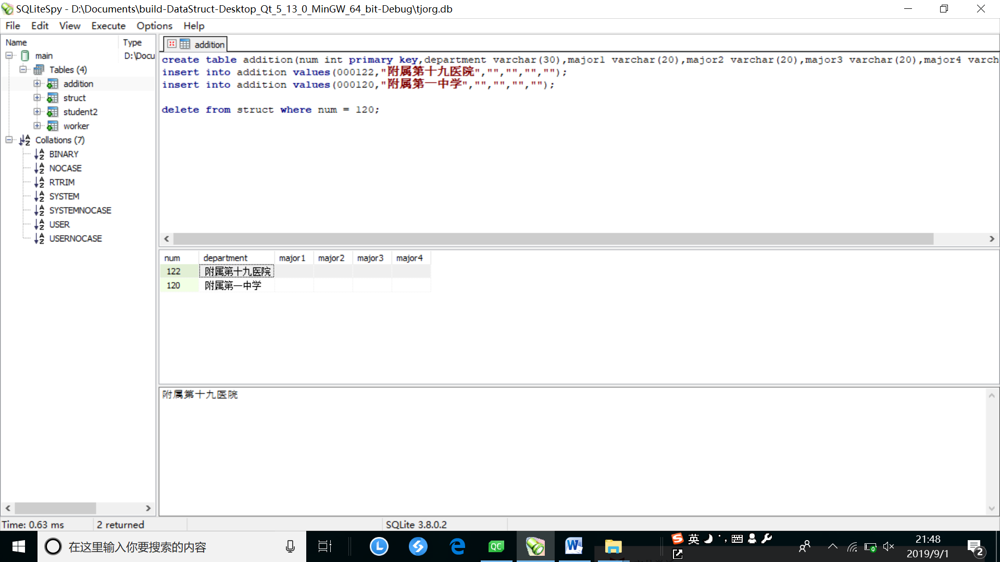 SQLiteSpy - D:\Documents\build-DataStruct-Desktop_Qt_5_13_0_MinGW_64_bit-Debug\tjorg.db
File Edit View Execute Options Help
Name Type
main D:\Docu
Tables (4)
addition
struct
student2
worker
Collations (7)
BINARY
NOCASE
RTRIM
SYSTEM
SYSTEMNOCASE
USER
USERNOCASE
addition
create table addition(num int primary key,department varchar(30),major1 varchar(20),major2 varchar(20),major3 varchar(20),major4 varch
insert into addition values(000122,"附属第十九医院","","","","");
insert into addition values(000120,"附属第一中学","","","","");
delete from struct where num = 120;
num department major1 major2 major3 major4
122 附属第十九医院
120 附属第一中学
附属第十九医院
Time: 0.63 ms 2 returned SQLite 3.8.0.2
在这里输入你要搜索的内容
QC
英
21:48
2019/9/1
2